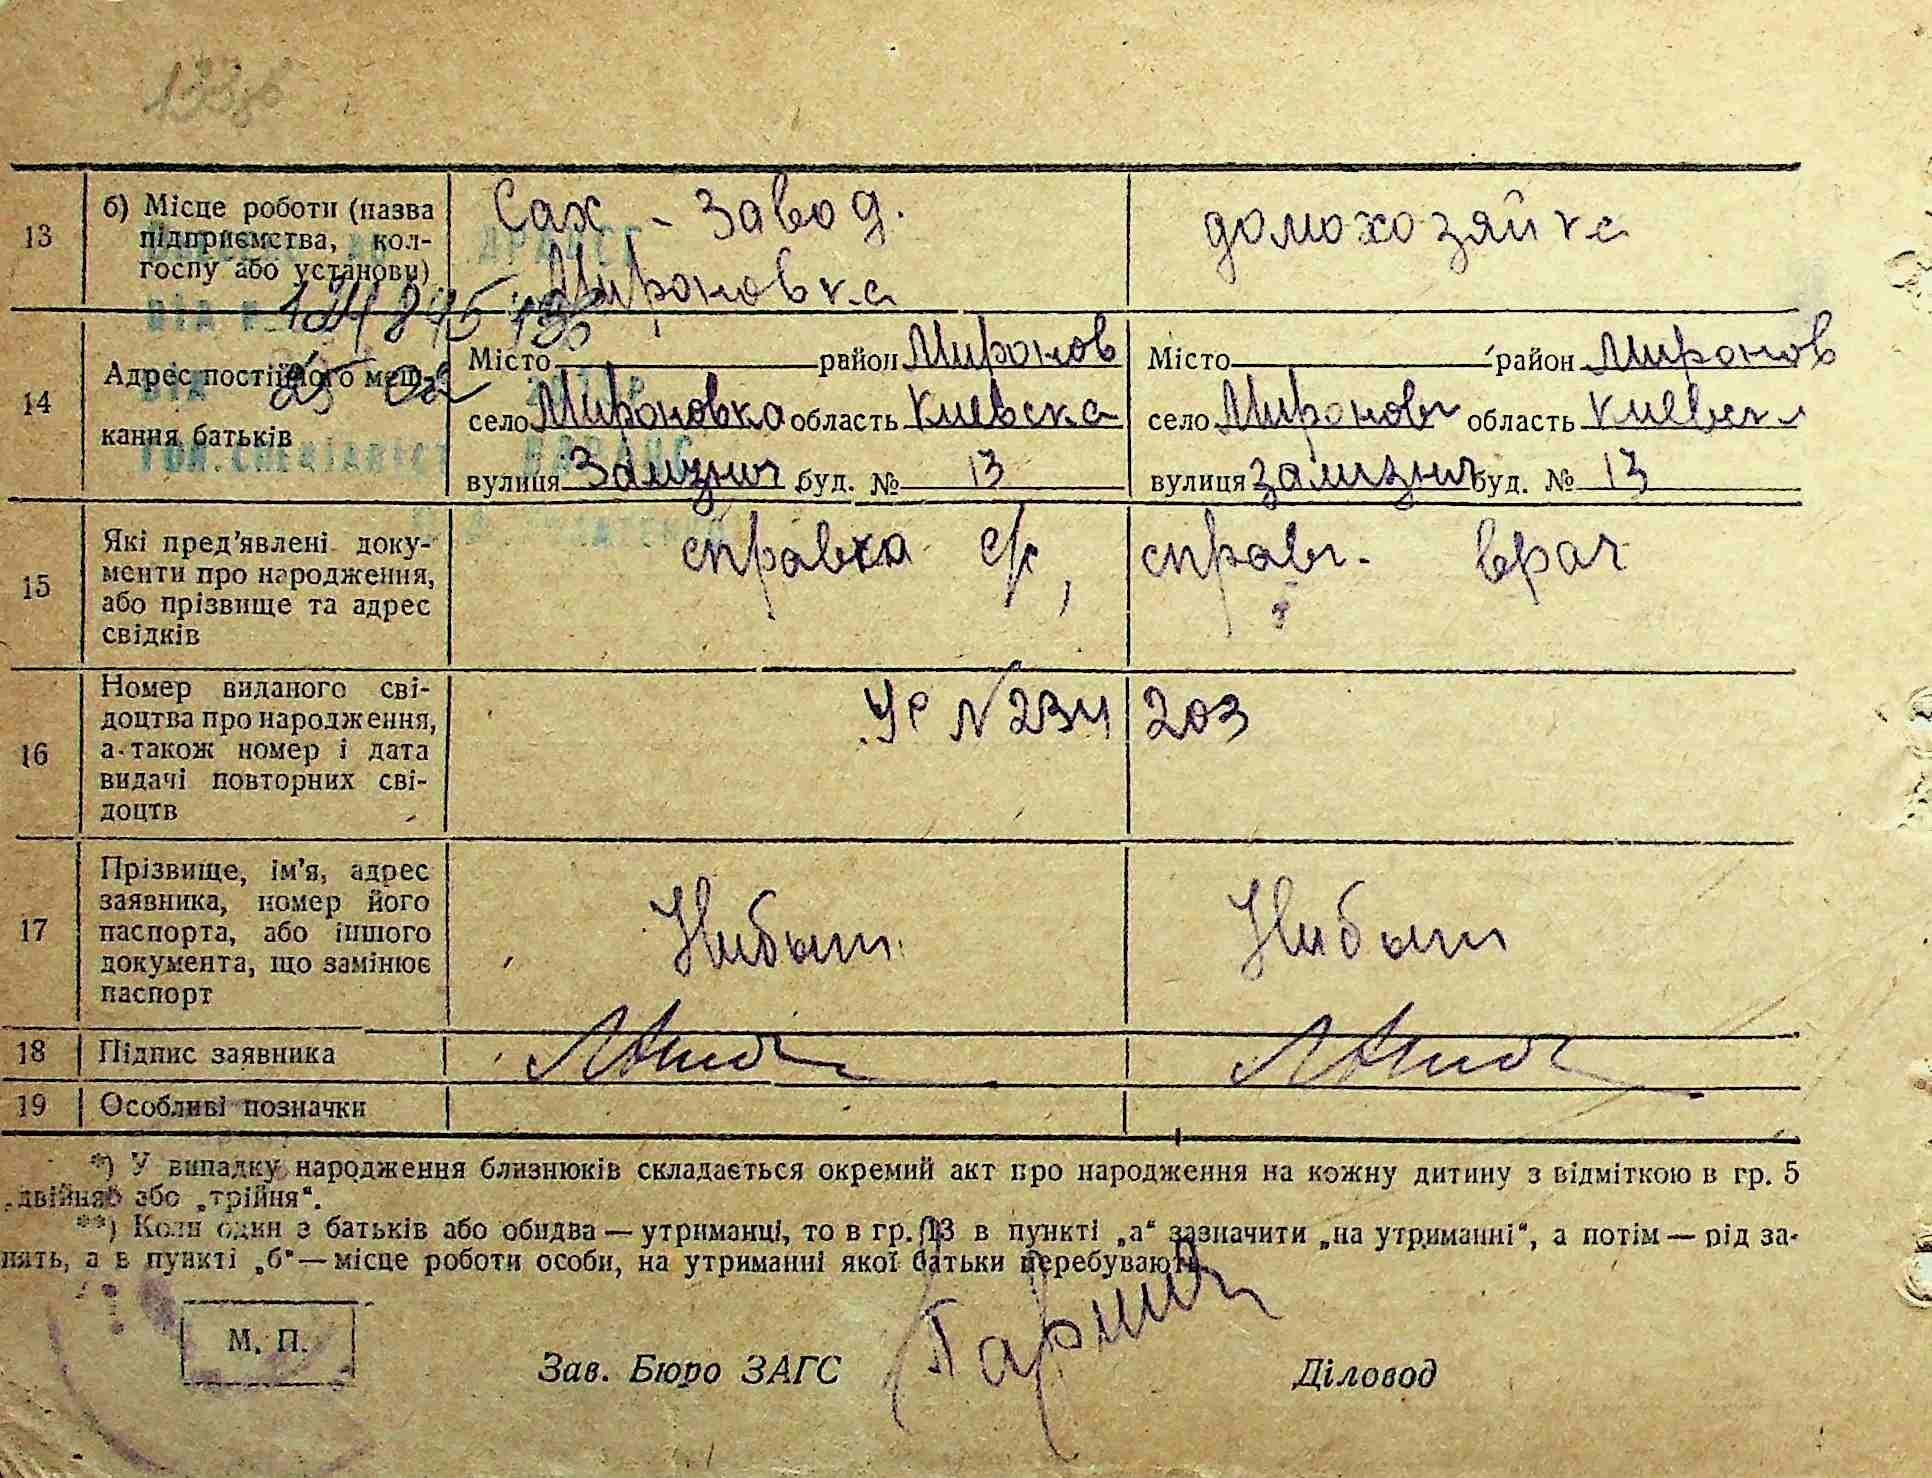 13
б) Місце роботи (назва
підприємства, кол-
госпу або установи)
Сах - Завод.
Мироновка
домохозяйка
14
Адрес постійного меш-
кання батьків
Місто район Миронов
село Мироновка область Киевска
вулиця Зализнич буд. № 13
Місто район Миронов
село Миронов область Киевск
вулиця Зализнич буд. № 13
15
Які пред'явлені доку-
менти про народження,
або прізвище та адрес
свідків
справка с/с,
справ. врач
16
Номер виданого сві-
доцтва про народження,
а також номер і дата
видачі повторних сві-
доцтв
№ 234 203
17
Прізвище, ім'я, адрес
заявника, номер його
паспорта, або іншого
документа, що замінює
паспорт
18
Підпис заявника
19
Особливі позначки
*) У випадку народження близнюків складається окремий акт про народження на кожну дитину з відміткою в гр. 5
„двійня“ або „трійня“.
**) Коли один з батьків або обидва — утриманці, то в гр. 13 в пункті „а“ зазначити „на утриманні“, а потім — рід за-
нять, а в пункті „б“ — місце роботи особи, на утриманні якої батьки перебувають.
М. П.
Зав. Бюро ЗАГС
Діловод